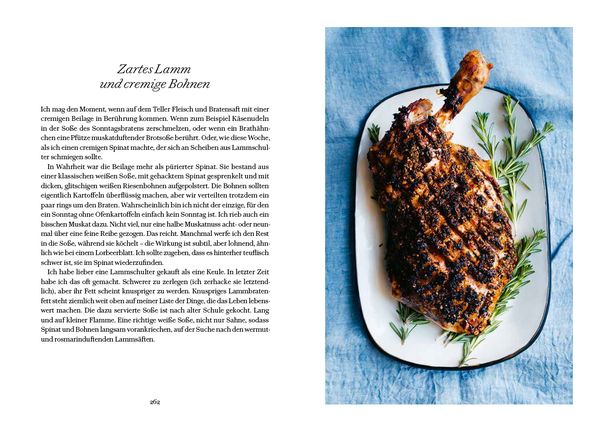 Zartes Lamm
und cremige Bohnen
Ich mag den Moment, wenn auf dem Teller Fleisch und Bratensaft mit einer
cremigen Beilage in Berührung kommen. Wenn zum Beispiel Käsenudeln
in der Soße des Sonntagsbratens zerschmelzen, oder wenn ein Brathähn-
chen eine Pfütze muskatduftender Brotsoße berührt. Oder, wie diese Woche,
als ich einen cremigen Spinat machte, der sich an Scheiben aus Lammschul-
ter schmiegen sollte.
In Wahrheit war die Beilage mehr als pürierter Spinat. Sie bestand aus
einer klassischen weißen Soße, mit gehacktem Spinat gesprenkelt und mit
dicken, glitschigen weißen Riesenbohnen aufgepolstert. Die Bohnen sollten
eigentlich Kartoffeln überflüssig machen, aber wir verteilten trotzdem ein
paar rings um den Braten. Wahrscheinlich bin ich nicht der einzige, für den
ein Sonntag ohne Ofenkartoffeln einfach kein Sonntag ist. Ich rieb auch ein
bisschen Muskat dazu. Nicht viel, nur eine halbe Muskatnuss acht- oder neun-
mal über eine feine Reibe gezogen. Das reicht. Manchmal werfe ich den Rest
in die Soße, während sie köchelt – die Wirkung ist subtil, aber lohnend, ähn-
lich wie bei einem Lorbeerblatt. Ich sollte zugeben, dass es hinterher teuflisch
schwer ist, sie im Spinat wiederzufinden.
Ich habe lieber eine Lammschulter gekauft als eine Keule. In letzter Zeit
habe ich das oft gemacht. Schwerer zu zerlegen (ich zerhacke sie letztend-
lich), aber ihr Fett scheint knuspriger zu werden. Knuspriges Lammbraten-
fett steht ziemlich weit oben auf meiner Liste der Dinge, die das Leben lebens-
wert machen. Die dazu servierte Soße ist nach alter Schule gekocht. Lang
und auf kleiner Flamme. Eine richtige weiße Soße, nicht nur Sahne, sodass
Spinat und Bohnen langsam vorankriechen, auf der Suche nach den wermut-
und rosmarinduftenden Lammsäften.
262